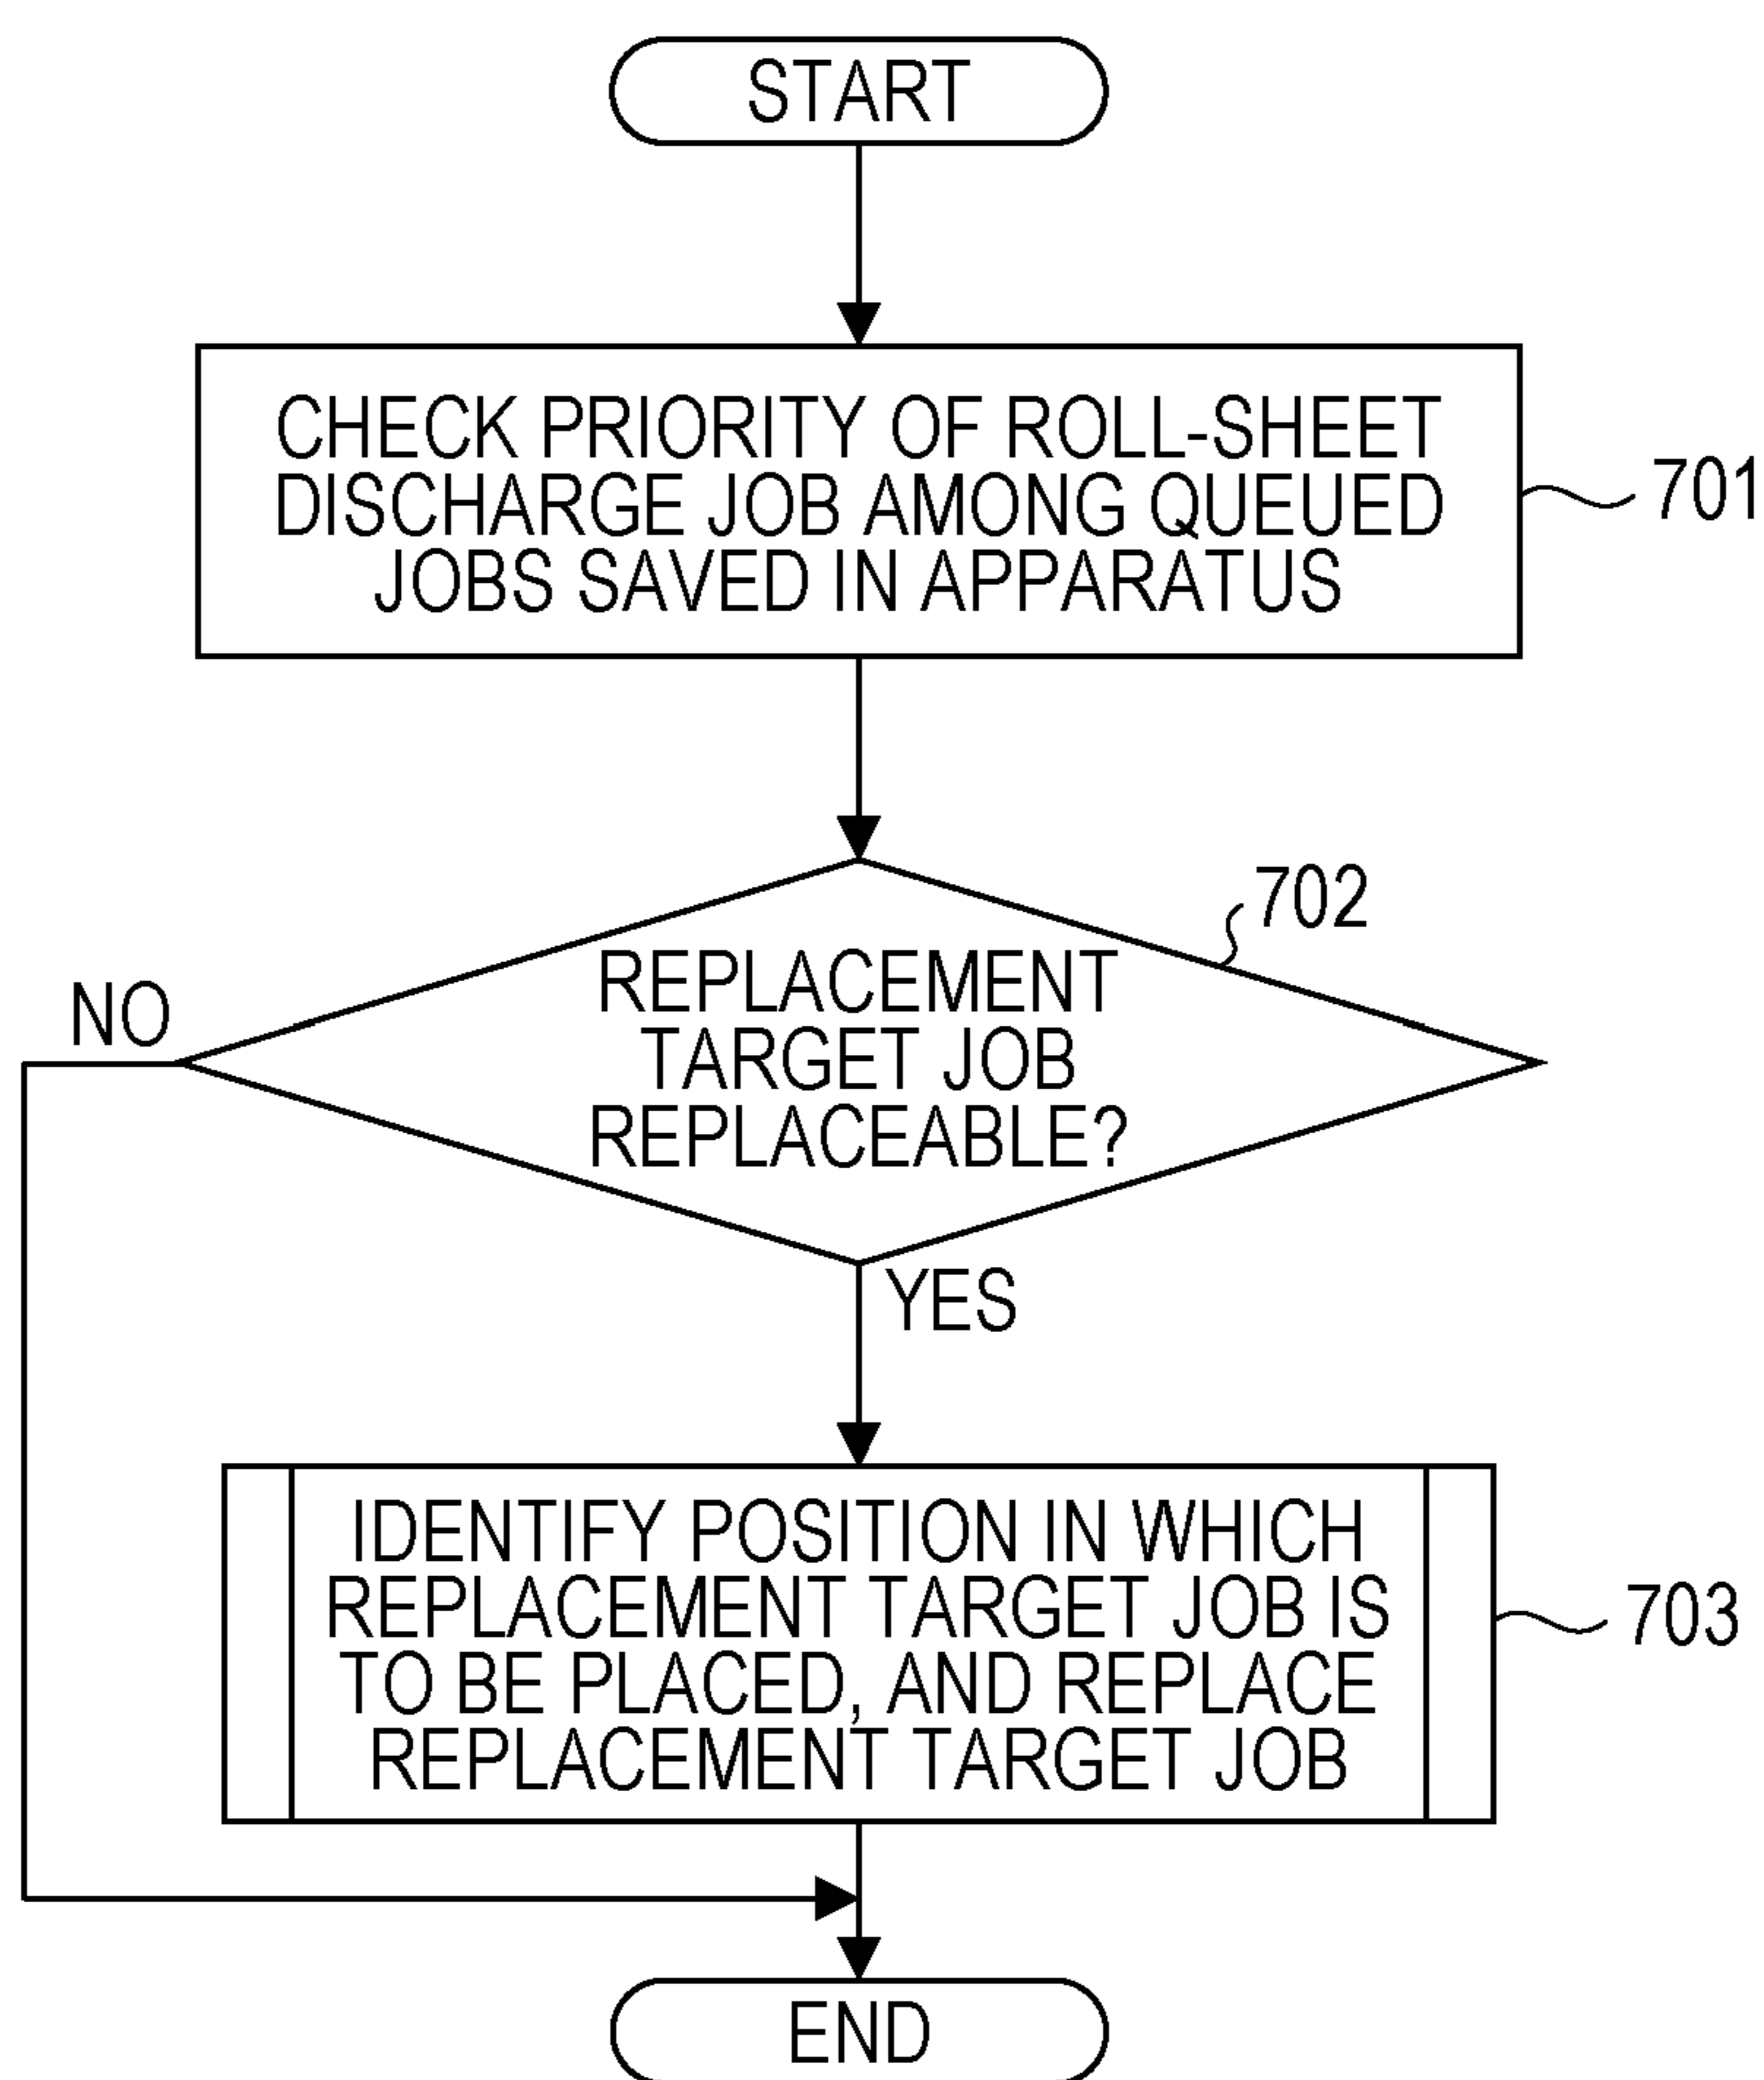 START
CHECK PRIORITY OF ROLL-SHEET
DISCHARGE JOB AMONG QUEUED
JOBS SAVED IN APPARATUS
701
702
REPLACEMENT
TARGET JOB
REPLACEABLE?
NO
YES
IDENTIFY POSITION IN WHICH
REPLACEMENT TARGET JOB IS
TO BE PLACED, AND REPLACE
REPLACEMENT TARGET JOB
703
END